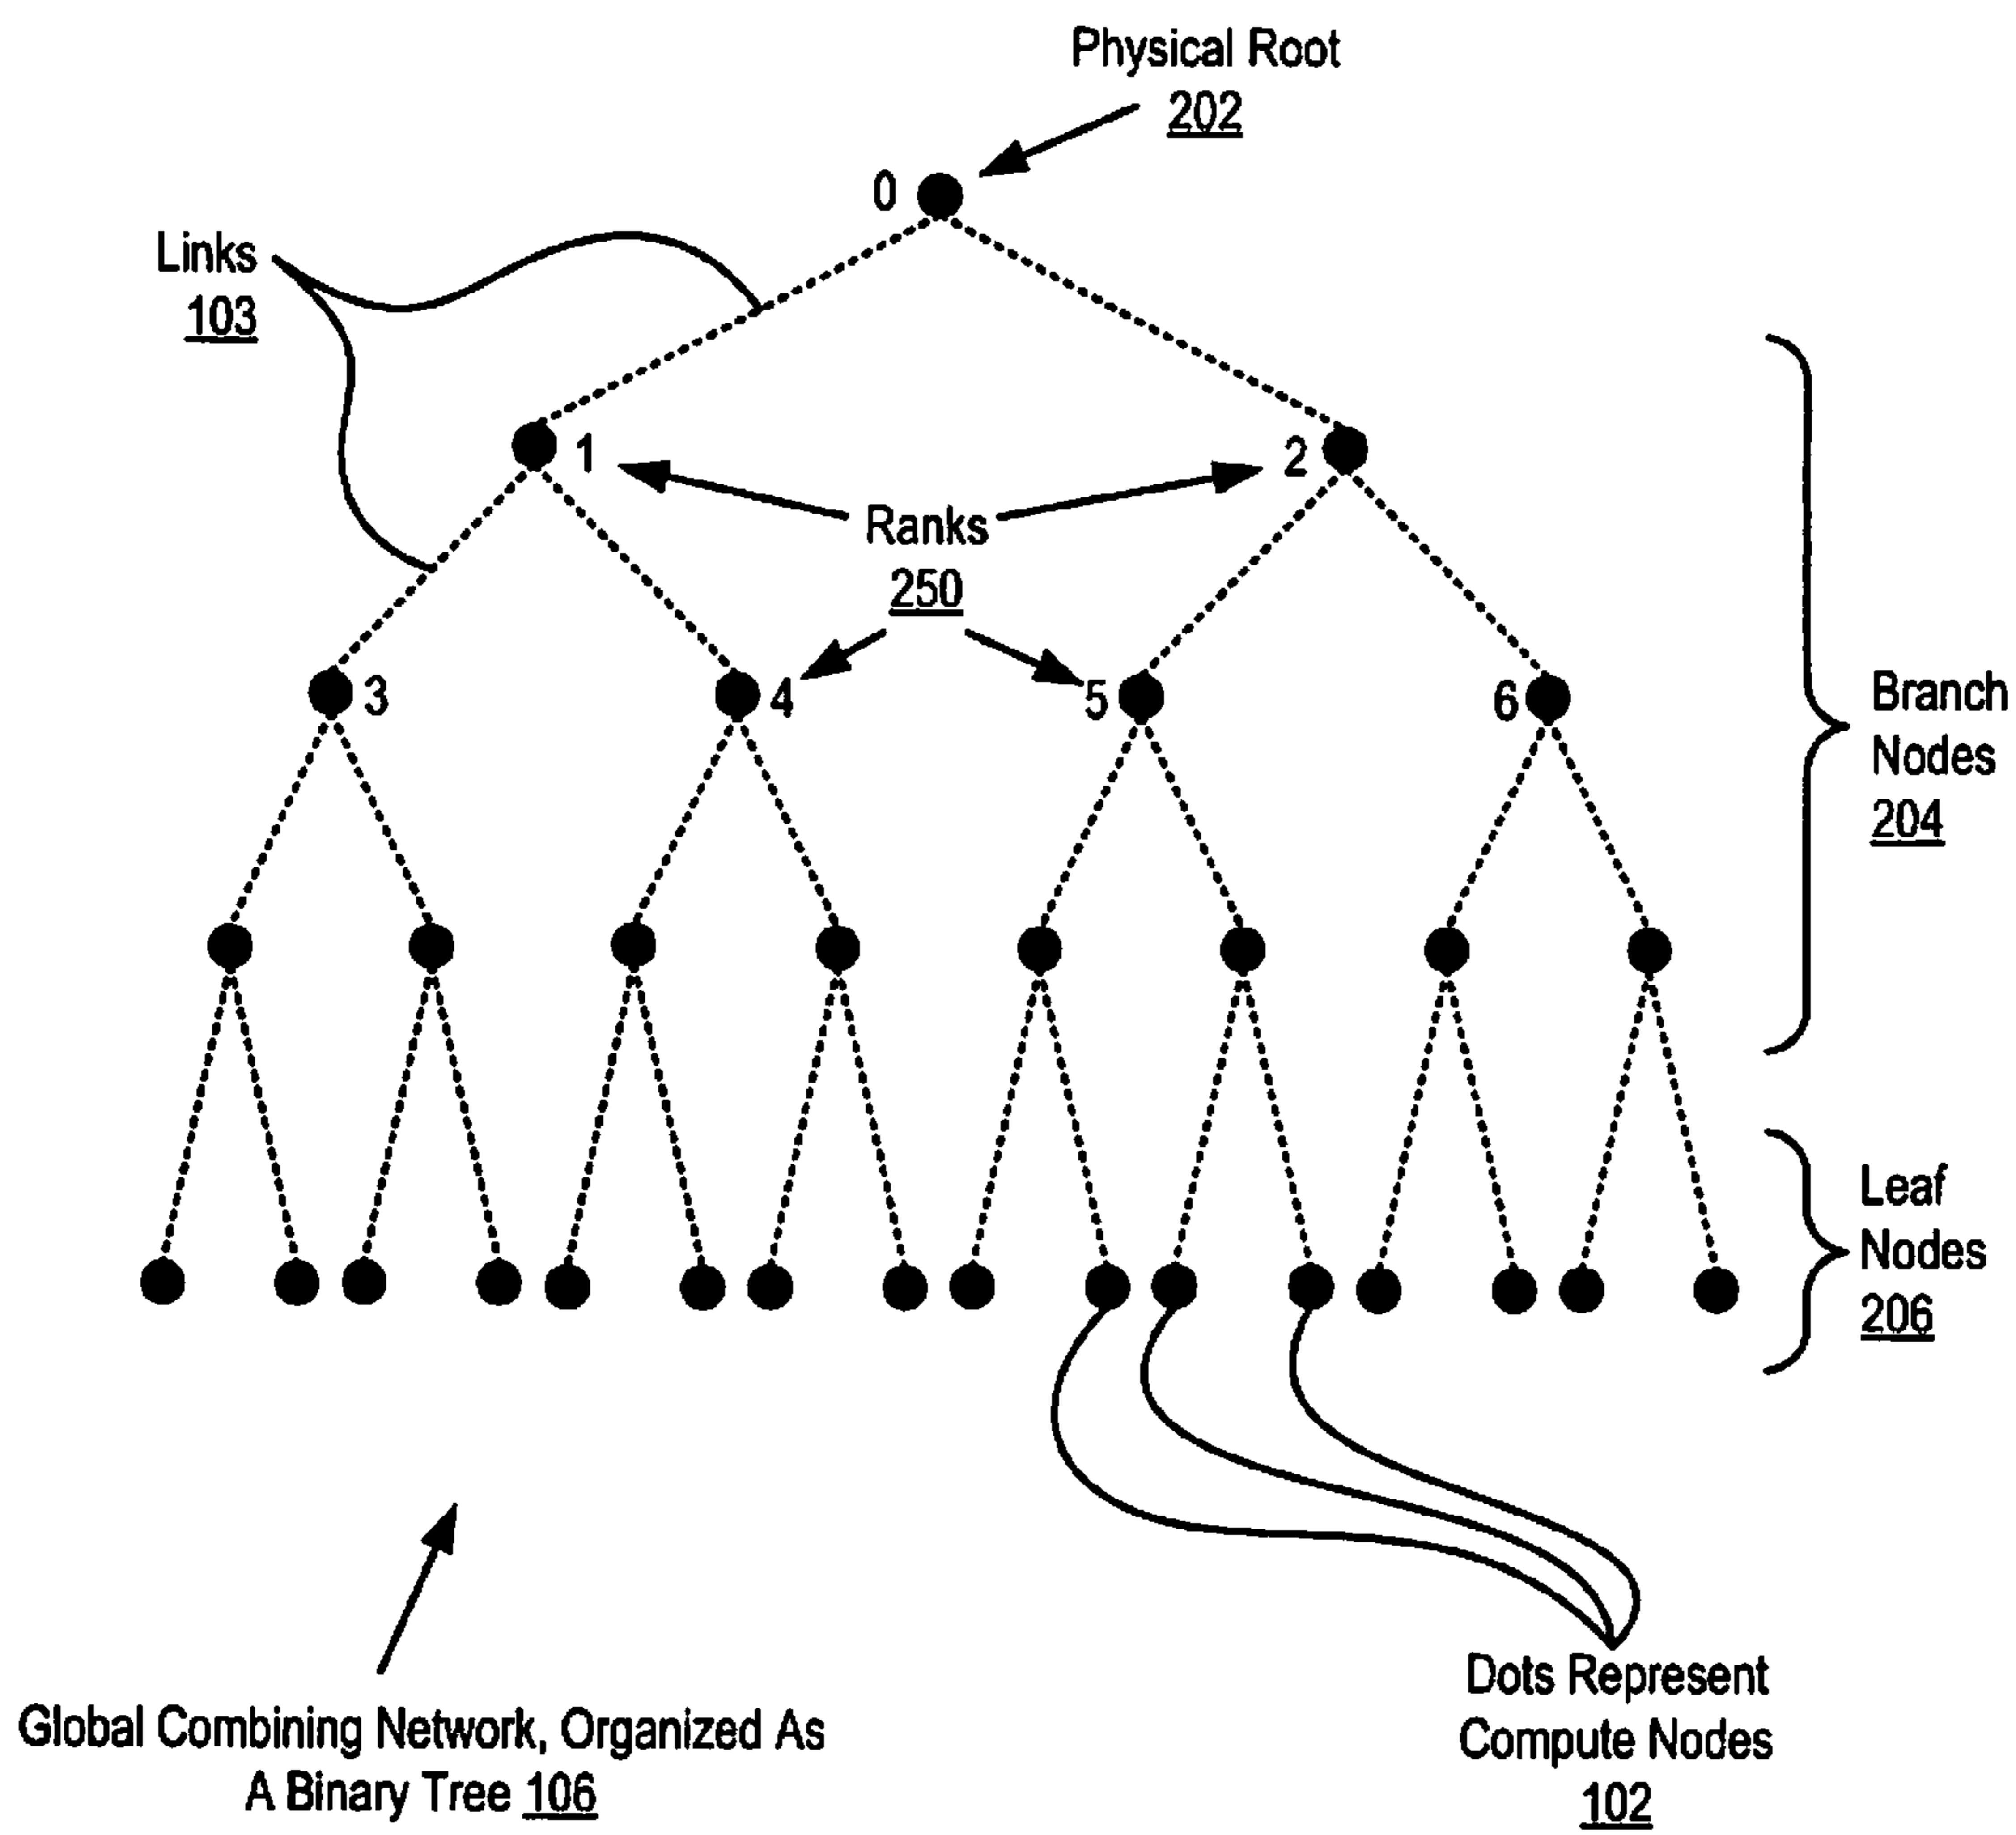 Physical Root
202
0
Links
103
1
2
Ranks
250
3
4
5
6
Branch
Nodes
204
Leaf
Nodes
206
Global Combining Network, Organized As
A Binary Tree 106
Dots Represent
Compute Nodes
102